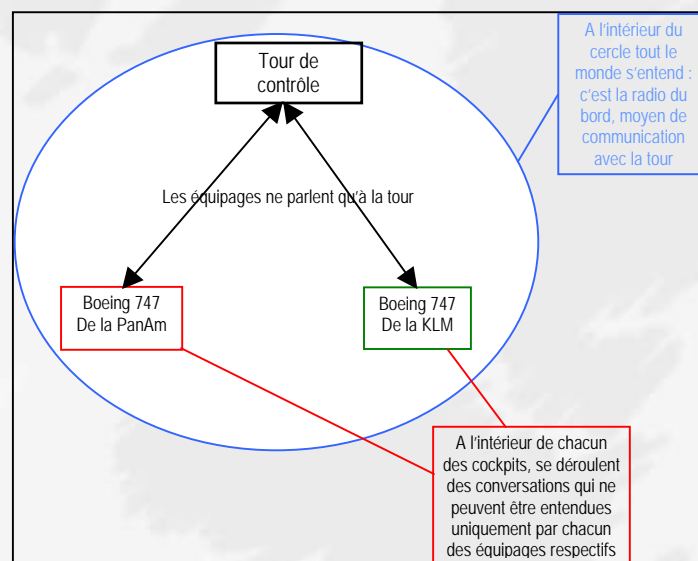 Tour de
contrôle
A l'intérieur du
cercle tout le
monde s'entend :
c'est la radio du
bord, moyen de
communication
avec la tour
Les équipages ne parlent qu'à la tour
Boeing 747
De la PanAm
Boeing 747
De la KLM
A l'intérieur de chacun
des cockpits, se déroulent
des conversations qui ne
peuvent être entendues
uniquement par chacun
des équipages respectifs